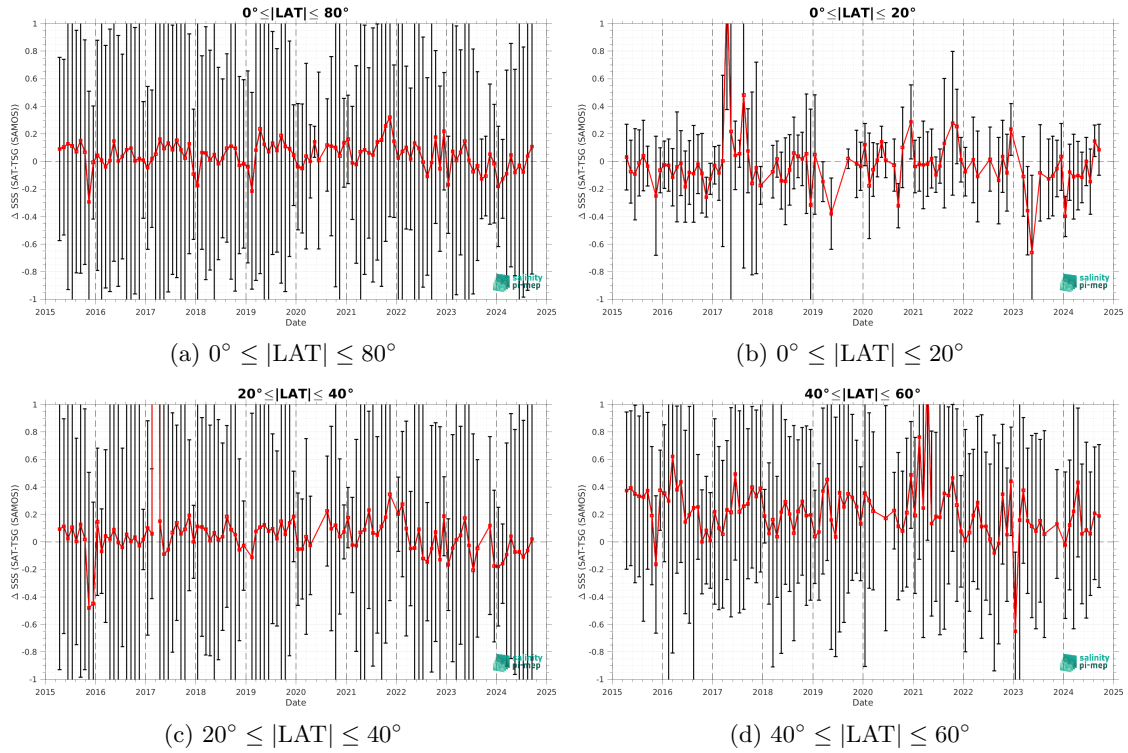 0°≤|LAT|≤ 80°
Δ SSS (SAT-TSG (SAMOS))
1
0.8
0.6
0.4
0.2
0
-0.2
-0.4
-0.6
-0.8
-1
2015 2016 2017 2018 2019 2020 2021 2022 2023 2024 2025
Date
salinity
pi-mep
(a) 0° ≤ |LAT| ≤ 80°
0°≤|LAT|≤ 20°
Δ SSS (SAT-TSG (SAMOS))
1
0.8
0.6
0.4
0.2
0
-0.2
-0.4
-0.6
-0.8
-1
2015 2016 2017 2018 2019 2020 2021 2022 2023 2024 2025
Date
salinity
pi-mep
(b) 0° ≤ |LAT| ≤ 20°
20°≤|LAT|≤ 40°
Δ SSS (SAT-TSG (SAMOS))
1
0.8
0.6
0.4
0.2
0
-0.2
-0.4
-0.6
-0.8
-1
2015 2016 2017 2018 2019 2020 2021 2022 2023 2024 2025
Date
salinity
pi-mep
(c) 20° ≤ |LAT| ≤ 40°
40°≤|LAT|≤ 60°
Δ SSS (SAT-TSG (SAMOS))
1
0.8
0.6
0.4
0.2
0
-0.2
-0.4
-0.6
-0.8
-1
2015 2016 2017 2018 2019 2020 2021 2022 2023 2024 2025
Date
salinity
pi-mep
(d) 40° ≤ |LAT| ≤ 60°